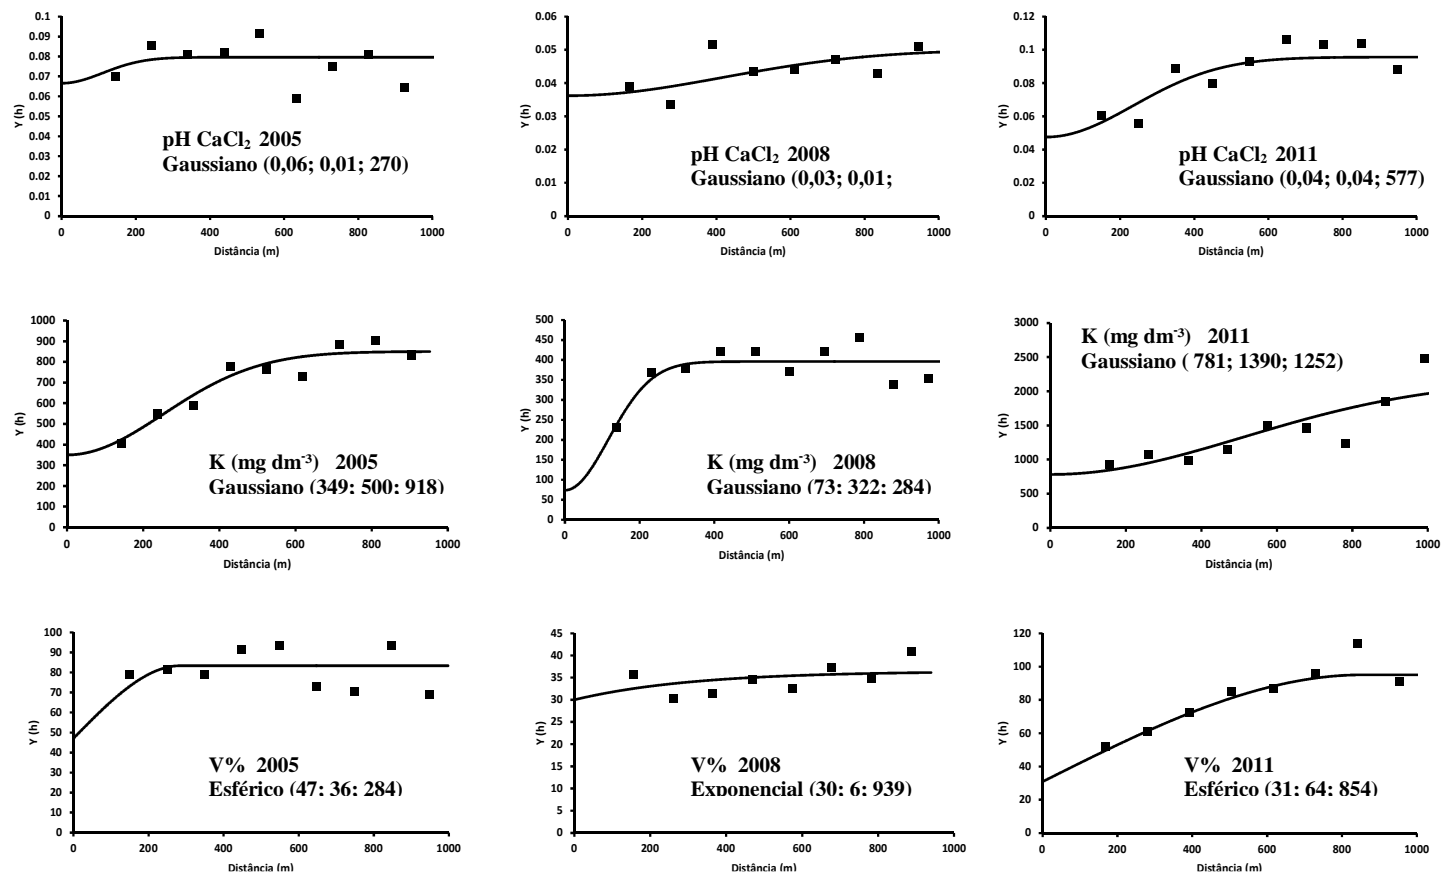 0.1
0.09
0.08
0.07
0.06
0.05
0.04
0.03
0.02
0.01
0
Y (h)
pH CaCl₂ 2005
Gaussiano (0,06; 0,01; 270)
0 200 400 600 800 1000
Distância (m)
0.06
0.05
0.04
0.03
0.02
0.01
0
Y (h)
pH CaCl₂ 2008
Gaussiano (0,03; 0,01;
0 200 400 600 800 1000
Distância (m)
0.12
0.1
0.08
0.06
0.04
0.02
0
Y (h)
pH CaCl₂ 2011
Gaussiano (0,04; 0,04; 577)
0 200 400 600 800 1000
Distância (m)
1000
900
800
700
600
500
400
300
200
100
0
Y (h)
K (mg dm⁻³) 2005
Gaussiano (349; 500; 918)
0 200 400 600 800 1000
Distância (m)
500
450
400
350
300
250
200
150
100
50
0
Y (h)
K (mg dm⁻³) 2008
Gaussiano (73; 322; 284)
0 200 400 600 800 1000
Distância (m)
3000
2500
2000
1500
1000
500
0
Y (h)
K (mg dm⁻³) 2011
Gaussiano ( 781; 1390; 1252)
0 200 400 600 800 1000
Distância (m)
100
90
80
70
60
50
40
30
20
10
0
Y (h)
V% 2005
Esférico (47; 36; 284)
0 200 400 600 800 1000
Distância (m)
45
40
35
30
25
20
15
10
5
0
Y (h)
V% 2008
Exponencial (30; 6; 939)
0 200 400 600 800 1000
Distância (m)
120
100
80
60
40
20
0
Y (h)
V% 2011
Esférico (31; 64; 854)
0 200 400 600 800 1000
Distância (m)